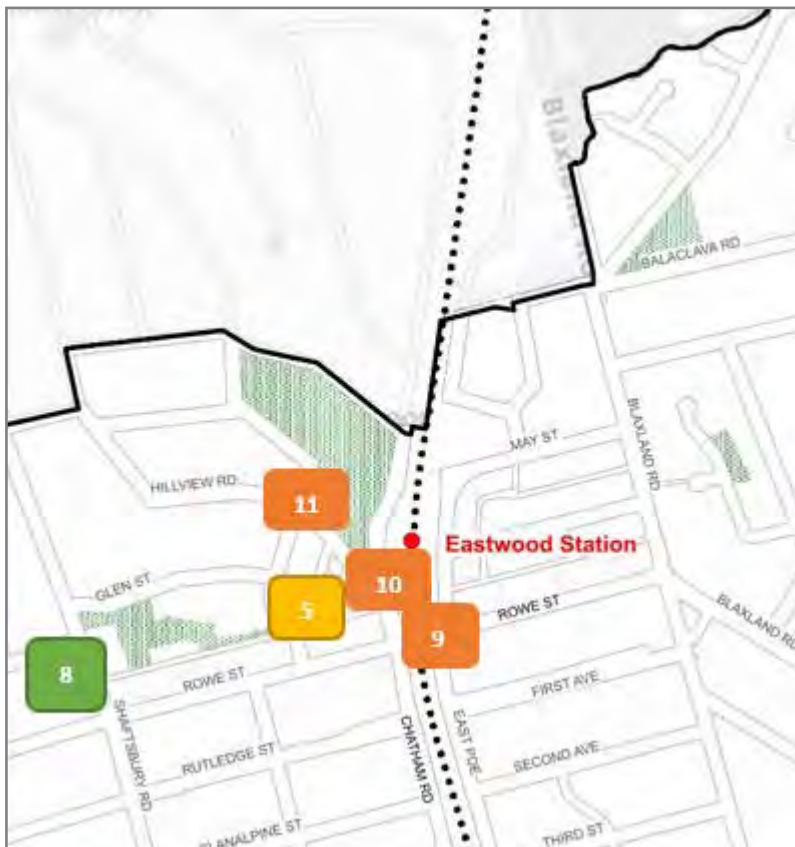 BALACLAVA RD
BLAXLAND RD
MAY ST
HILLVIEW RD
11
Eastwood Station
10
GLEN ST
5
9
ROWE ST
BLAXLAND RD
8
ROWE ST
FIRST AVE
SHAFTSBURY RD
EAST PDE
CHATHAM RD
RUTLEDGE ST
SECOND AVE
THIRD ST